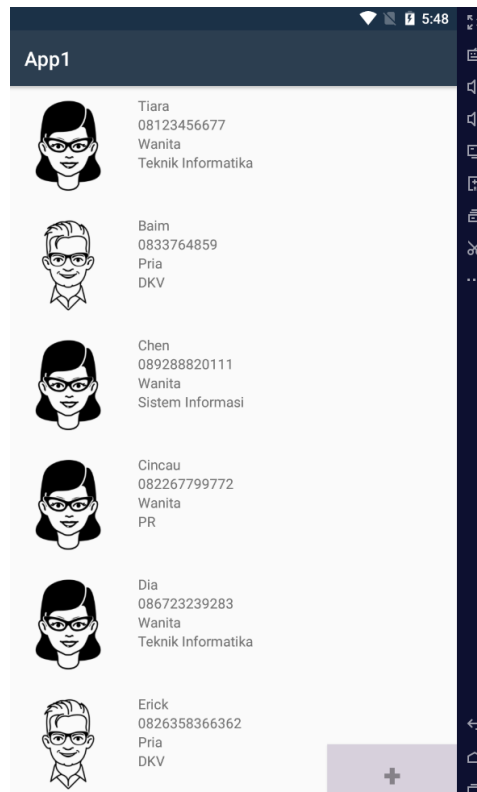 5:48
App1
Tiara
08123456677
Wanita
Teknik Informatika
Baim
0833764859
Pria
DKV
Chen
089288820111
Wanita
Sistem Informasi
Cincau
082267799772
Wanita
PR
Dia
086723239283
Wanita
Teknik Informatika
Erick
0826358366362
Pria
DKV
+